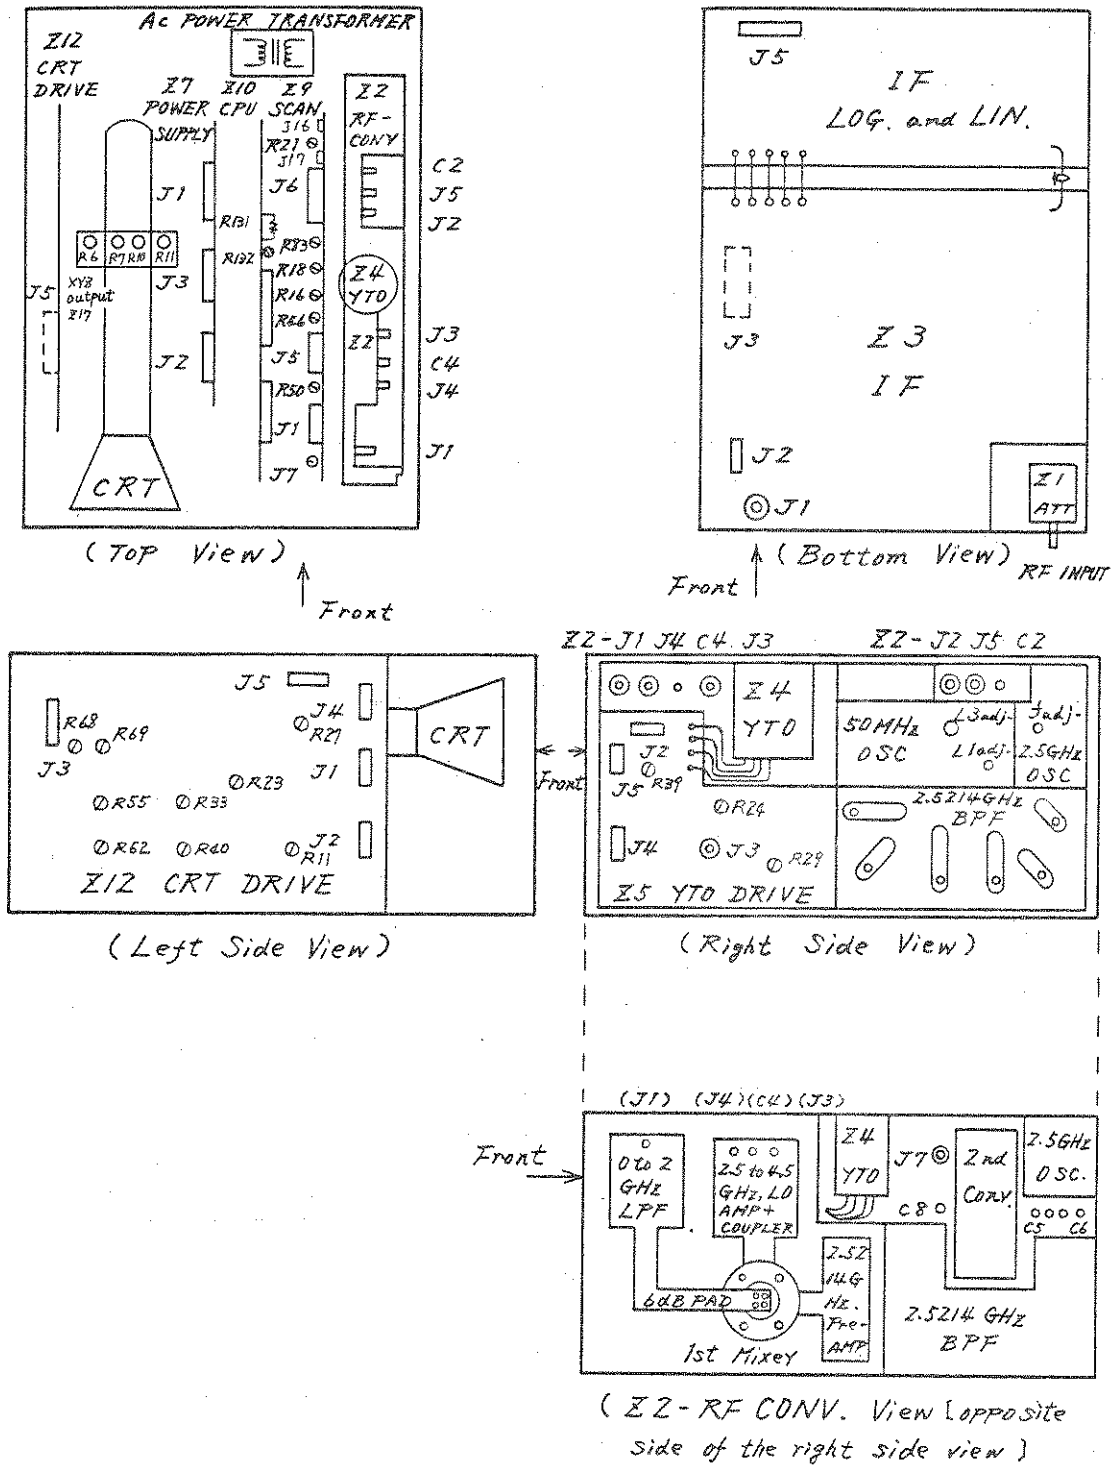 AC POWER TRANSFORMER
Z12
CRT
DRIVE
Z7
POWER
SUPPLY
Z10
CPU
Z9
SCAN
Z2
RF-
CONV
J16
R21
J17
J6
J1
R131
R132
R83
R18
R16
R56
J5
R50
J1
J7
C2
J5
J2
Z4
YTO
Z2
J3
C4
J4
J1
R6 R7 R10 R11
J5
XYZ
output
Z17
J3
J2
CRT
(Top View)
Front
J5
IF
LOG. and LIN.
J3
Z3
IF
J2
J1
Z1
ATT
(Bottom View)
RF INPUT
Front
J5
R68
R69
J3
J4
R27
J1
R23
R55
R33
R62
R40
J2
R11
CRT
Z12 CRT DRIVE
(Left Side View)
Front
Z2-J1 J4 C4 J3
Z2-J2 J5 C2
Z4
YTO
J2
J5
R39
R24
J4
J3
R29
Z5 YTO DRIVE
50MHz
OSC
L3adj-
fadj-
L1adj-
2.5GHz
OSC
2.5214GHz
BPF
(Right Side View)
(J1) (J4)(C4)(J3)
Front
0 to 2
GHz
LPF
2.5 to 4.5
GHz, LO
AMP+
COUPLER
Z4
YTO
J7
2nd
Conv.
2.5GHz
OSC.
C8
C5 C6
6dB PAD
1st Mixer
2.52
14G
Hz.
Pre-
AMP
2.5214 GHz
BPF
(Z2-RF CONV. View [opposite
side of the right side view)